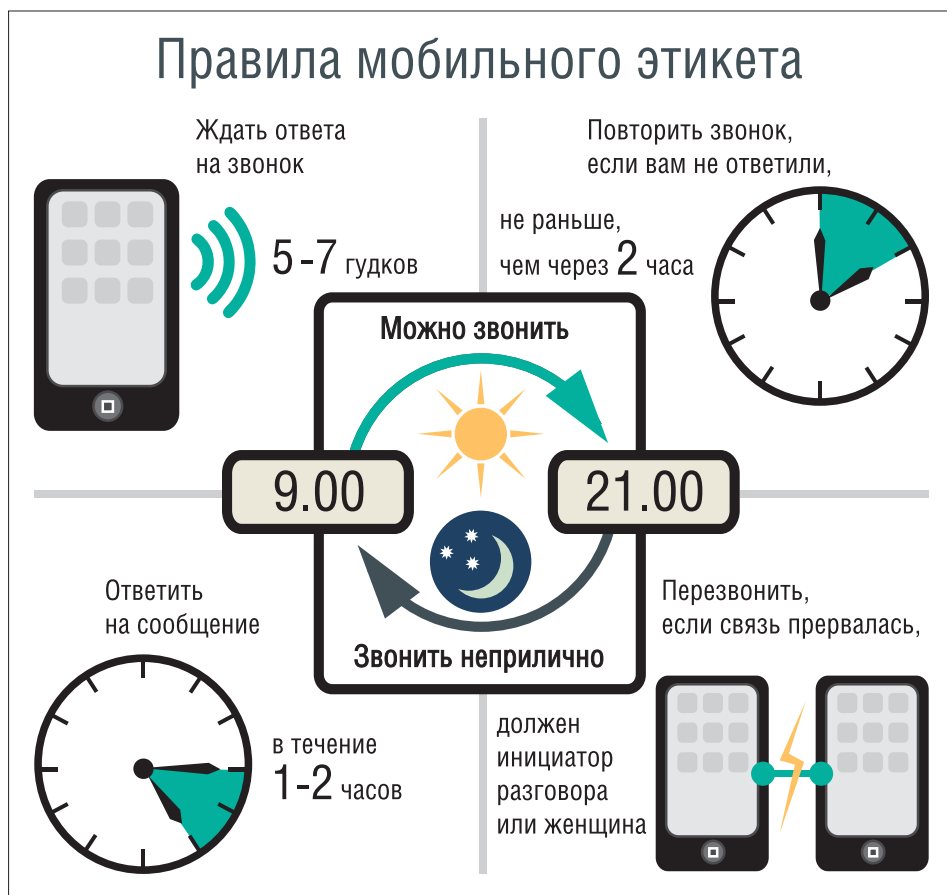 Правила мобильного этикета
Ждать ответа
на звонок
5-7 гудков
Повторить звонок,
если вам не ответили,
не раньше,
чем через 2 часа
Можно звонить
9.00
21.00
Звонить неприлично
Ответить
на сообщение
в течение
1-2 часов
Перезвонить,
если связь прервалась,
должен
инициатор
разговора
или женщина